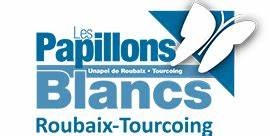 Les
Papillons
Unapei de Roubaix • Tourcoing
Blancs
Roubaix-Tourcoing